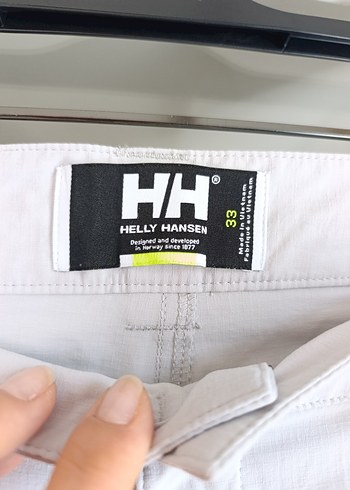 HH®
HELLY HANSEN
Designed and developed
in Norway since 1877
33
Made in Vietnam
Fabriqué au Vietnam